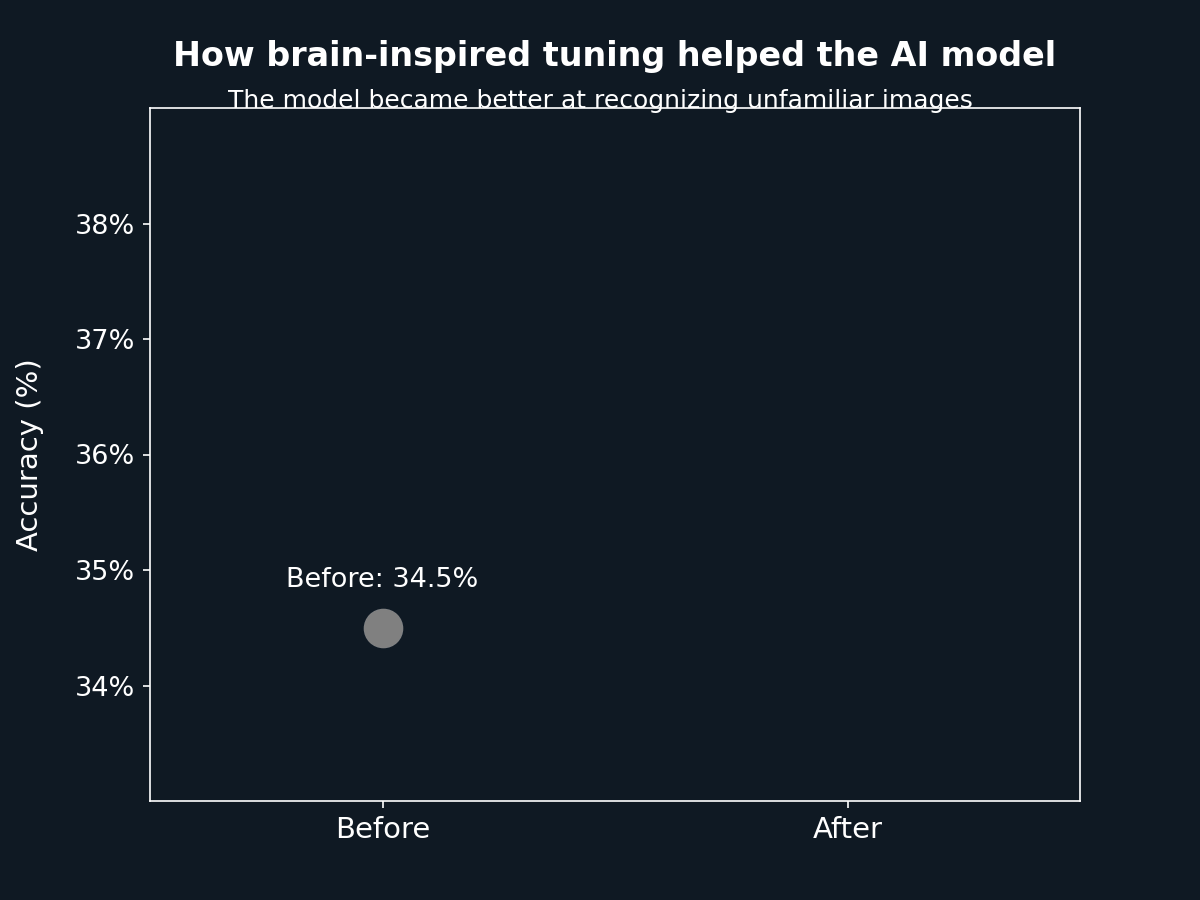 How brain-inspired tuning helped the AI model
The model became better at recognizing unfamiliar images
38%
37%
36%
35%
34%
Accuracy (%)
Before: 34.5%
Before
After